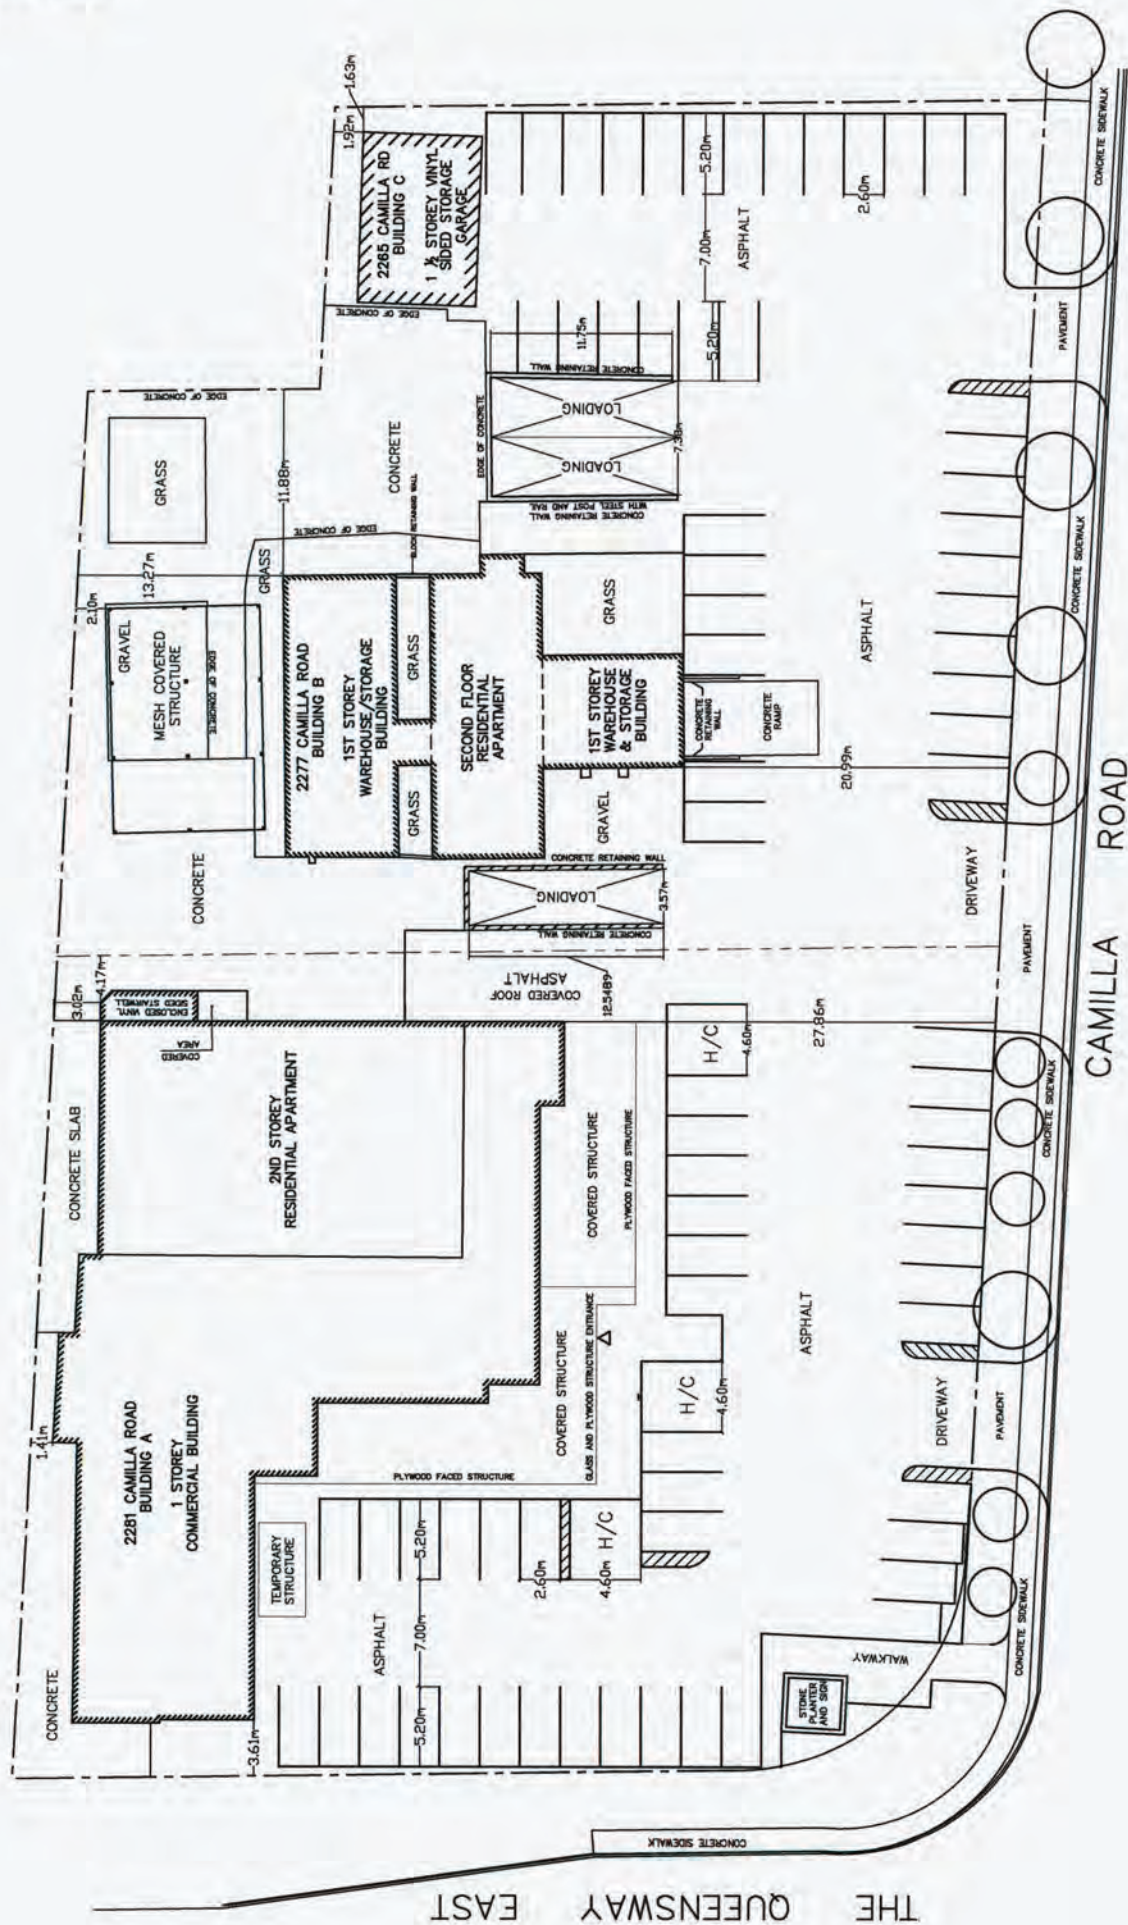 1.63m
1.92m
2265 CAMILLA RD
BUILDING C
1 ½ STOREY VINYL
SIDED STORAGE
GARAGE
5.20m
7.00m
2.60m
ASPHALT
CONCRETE SIDEWALK
PAVEMENT
EDGE OF CONCRETE
11.75m
5.20m
CONCRETE RETAINING WALL
LOADING
LOADING
7.38m
EDGE OF CONCRETE
CONCRETE RETAINING WALL
WITH STEEL POST AND RAIL
EDGE OF CONCRETE
GRASS
11.88m
CONCRETE
BLOCK RETAINING WALL
EDGE OF CONCRETE
GRASS
13.27m
2.10m
GRAVEL
MESH COVERED
STRUCTURE
EDGE OF CONCRETE
2277 CAMILLA ROAD
BUILDING B
1ST STOREY
WAREHOUSE/STORAGE
BUILDING
GRASS
GRASS
SECOND FLOOR
RESIDENTIAL
APARTMENT
GRASS
1ST STOREY
WAREHOUSE
& STORAGE
BUILDING
CONCRETE
RETAINING
WALL
CONCRETE
RAMP
ASPHALT
20.99m
GRAVEL
CONCRETE SIDEWALK
CONCRETE RETAINING WALL
LOADING
3.57m
CONCRETE RETAINING WALL
CONCRETE
DRIVEWAY
PAVEMENT
COVERED ROOF
ASPHALT
12.5489
4.17m
3.02m
ENCLOSED VINYL
SIDED STAIRWELL
COVERED
AREA
CONCRETE SLAB
2ND STOREY
RESIDENTIAL APARTMENT
H/C
4.60m
27.86m
COVERED STRUCTURE
PLYWOOD FACED STRUCTURE
CONCRETE SIDEWALK
CAMILLA ROAD
ASPHALT
COVERED STRUCTURE
GLASS AND PLYWOOD STRUCTURE ENTRANCE
H/C
4.60m
DRIVEWAY
PAVEMENT
1.41m
2281 CAMILLA ROAD
BUILDING A
1 STOREY
COMMERCIAL BUILDING
PLYWOOD FACED STRUCTURE
TEMPORARY
STRUCTURE
5.20m
H/C
2.60m
4.60m
ASPHALT
7.00m
5.20m
CONCRETE
3.61m
WALKWAY
STONE
PLANTER
AND SIGN
CONCRETE SIDEWALK
CONCRETE SIDEWALK
THE QUEENSWAY EAST